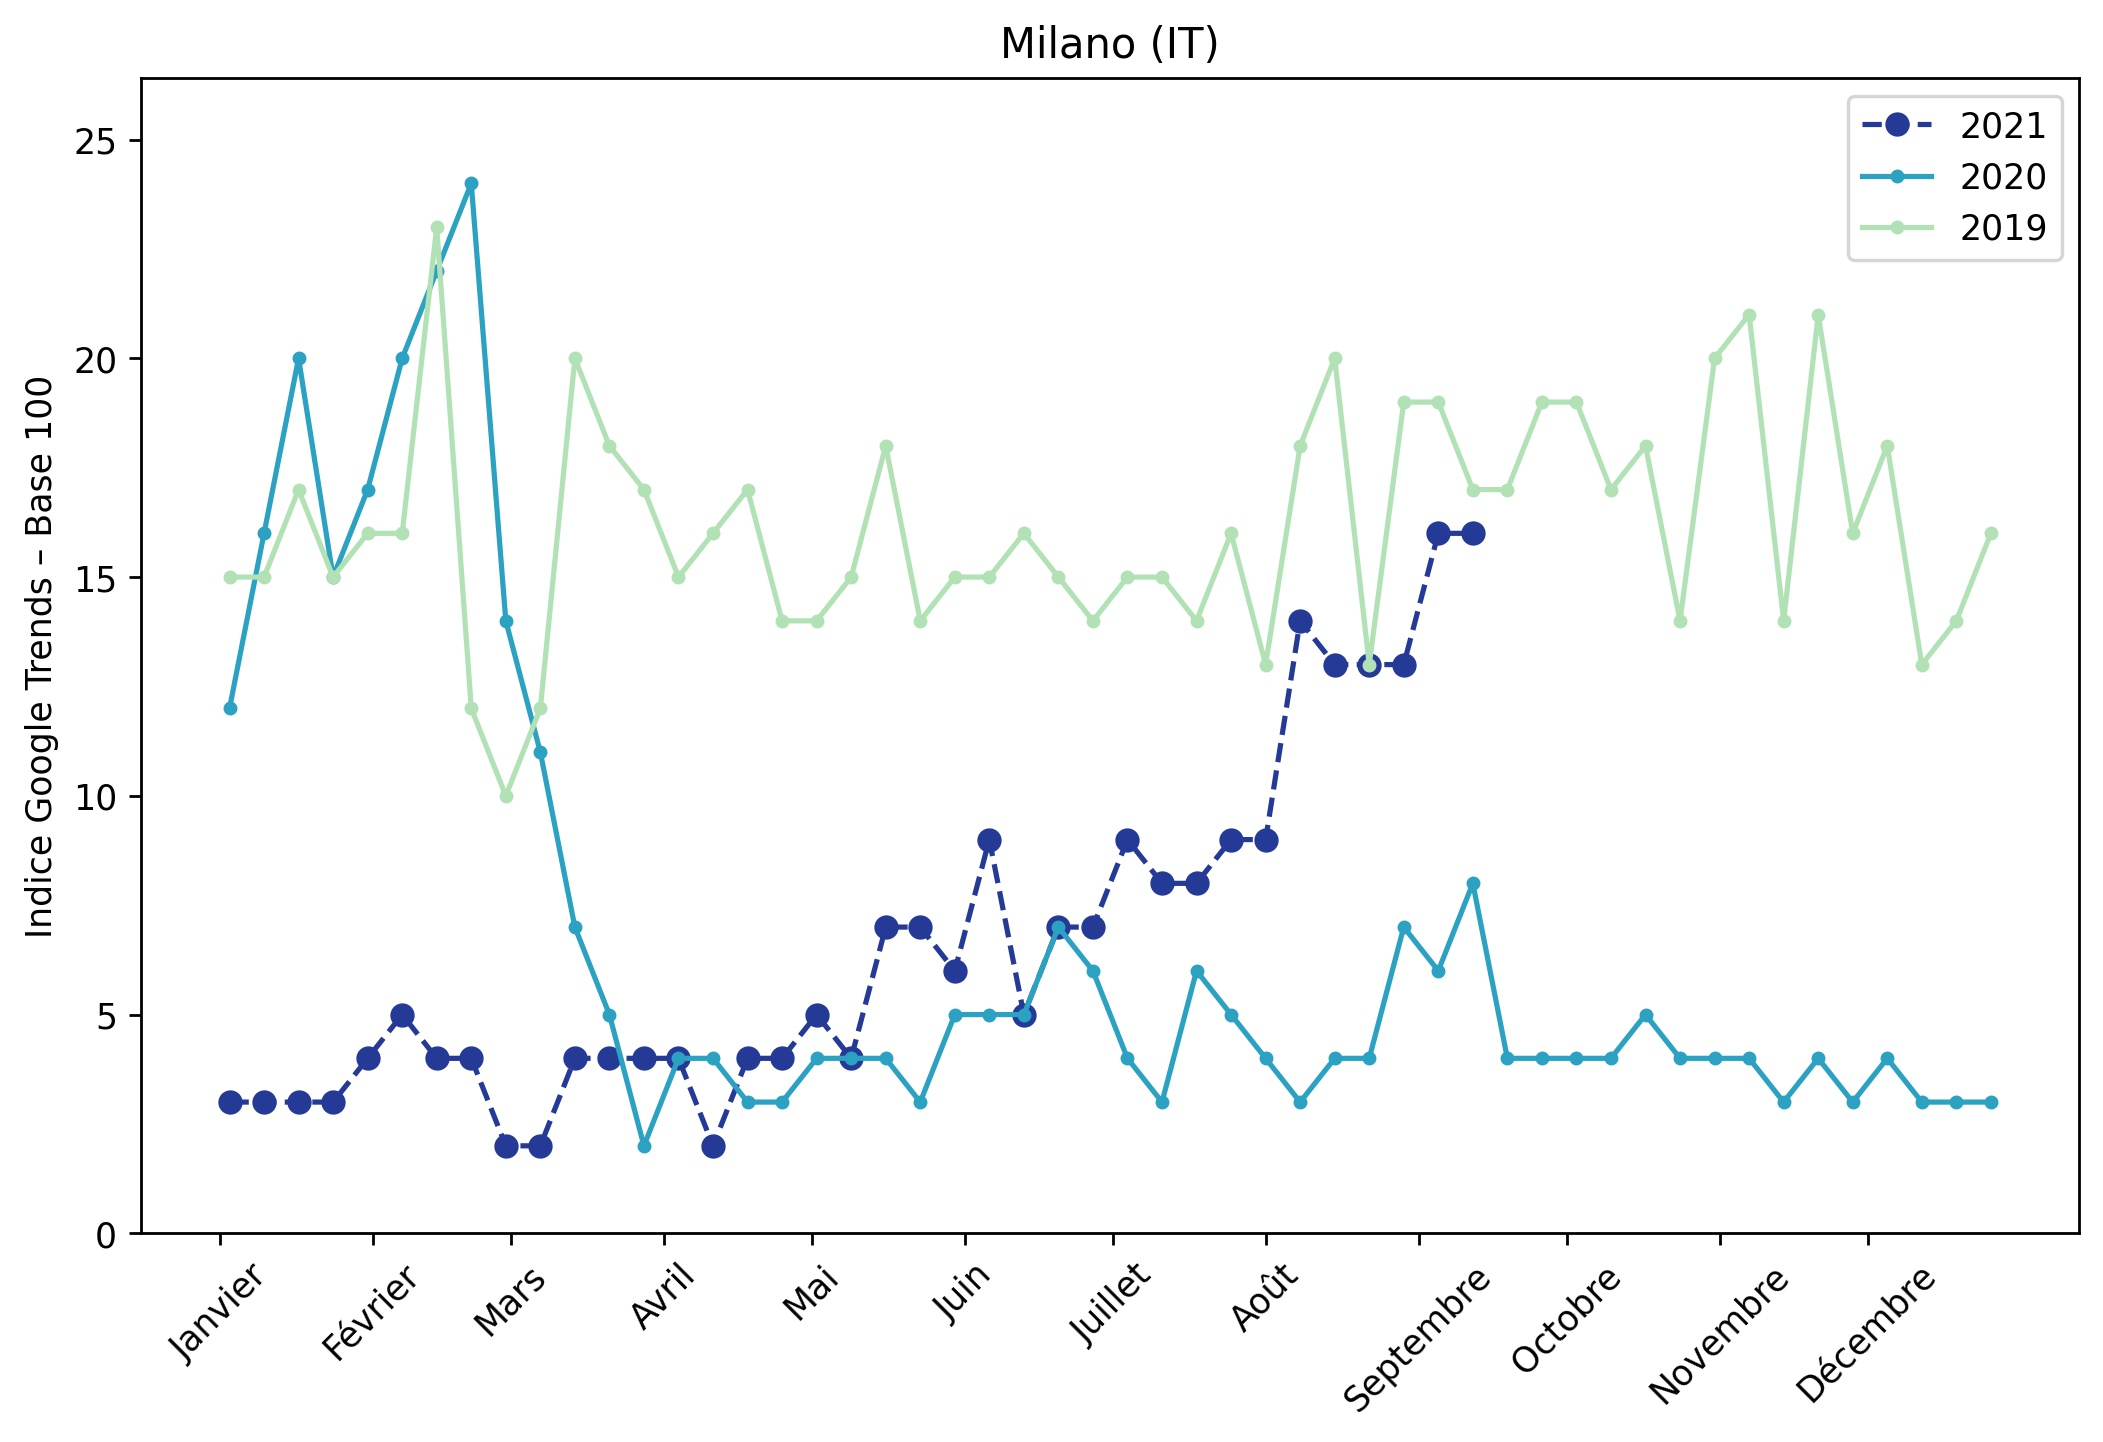 Milano (IT)
Indice Google Trends – Base 100
25
20
15
10
5
0
2021
2020
2019
Janvier
Février
Mars
Avril
Mai
Juin
Juillet
Août
Septembre
Octobre
Novembre
Décembre